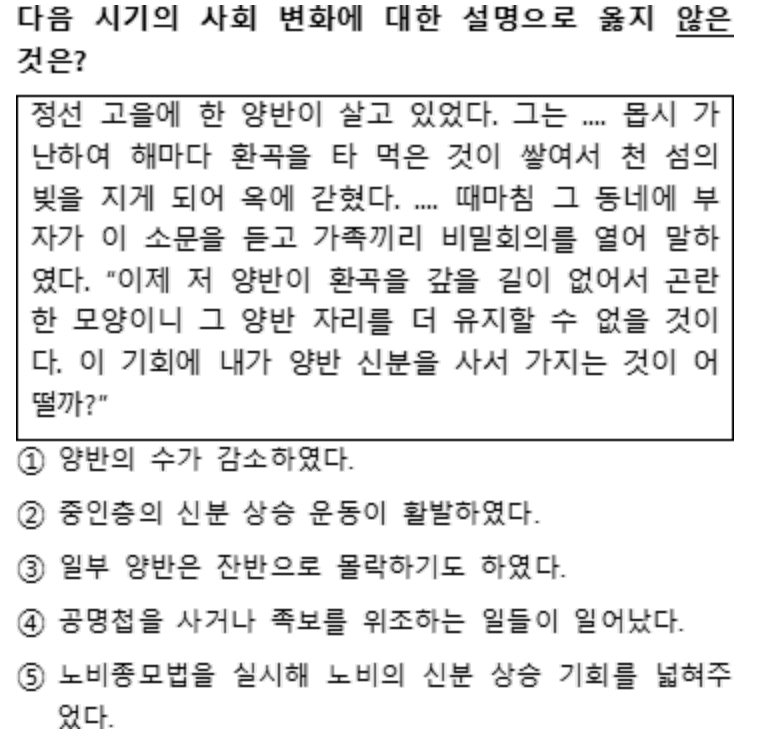 다음 시기의 사회 변화에 대한 설명으로 옳지 않은
것은?
정선 고을에 한 양반이 살고 있었다. 그는 .... 몹시 가
난하여 해마다 환곡을 타 먹은 것이 쌓여서 천 섬의
빚을 지게 되어 옥에 갇혔다. .... 때마침 그 동네에 부
자가 이 소문을 듣고 가족끼리 비밀회의를 열어 말하
였다. "이제 저 양반이 환곡을 갚을 길이 없어서 곤란
한 모양이니 그 양반 자리를 더 유지할 수 없을 것이
다. 이 기회에 내가 양반 신분을 사서 가지는 것이 어
떨까?"
① 양반의 수가 감소하였다.
② 중인층의 신분 상승 운동이 활발하였다.
③ 일부 양반은 잔반으로 몰락하기도 하였다.
④ 공명첩을 사거나 족보를 위조하는 일들이 일어났다.
⑤ 노비종모법을 실시해 노비의 신분 상승 기회를 넓혀주
었다.